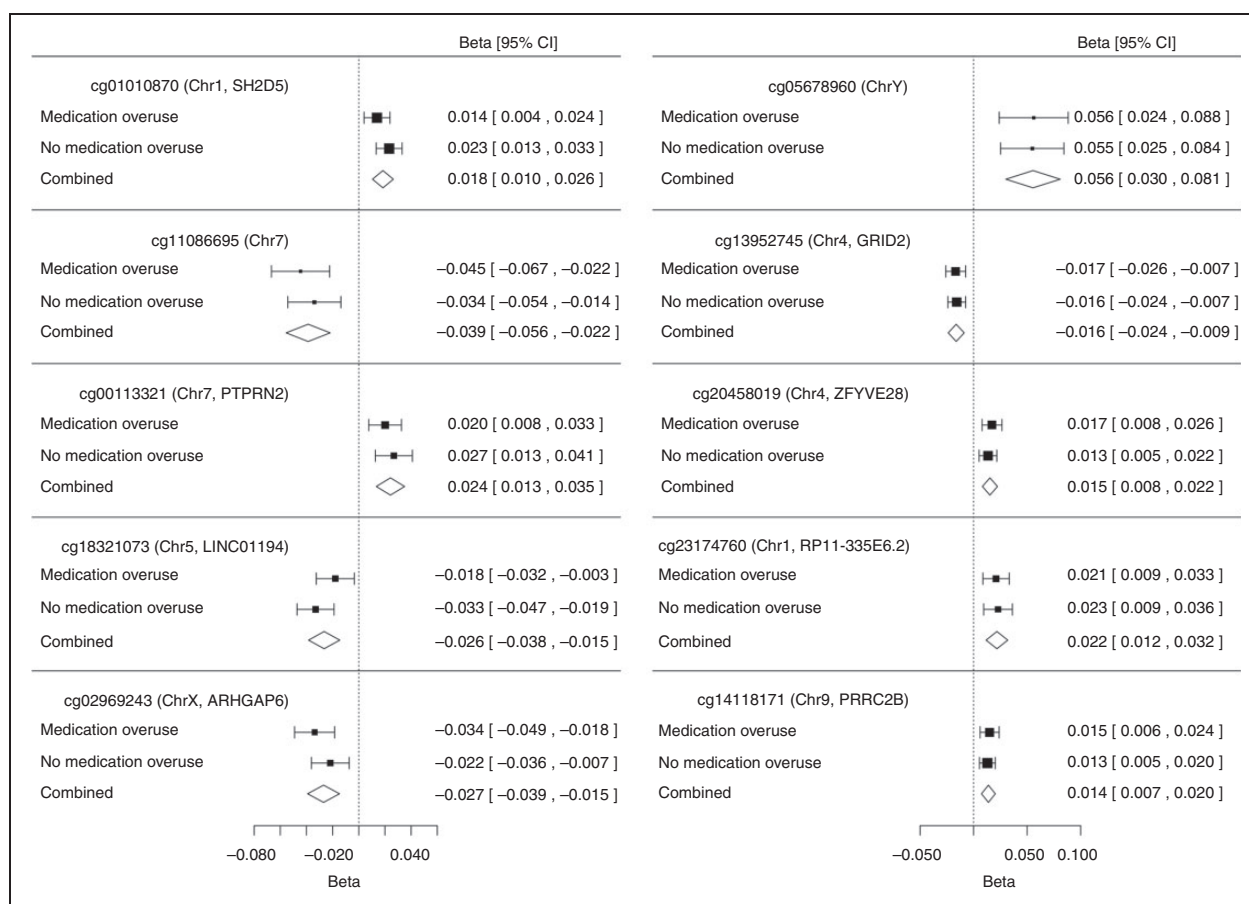 Beta [95% CI]
cg01010870 (Chr1, SH2D5)
Medication overuse 0.014 [ 0.004 , 0.024 ]
No medication overuse 0.023 [ 0.013 , 0.033 ]
Combined 0.018 [ 0.010 , 0.026 ]
cg11086695 (Chr7)
Medication overuse −0.045 [ −0.067 , −0.022 ]
No medication overuse −0.034 [ −0.054 , −0.014 ]
Combined −0.039 [ −0.056 , −0.022 ]
cg00113321 (Chr7, PTPRN2)
Medication overuse 0.020 [ 0.008 , 0.033 ]
No medication overuse 0.027 [ 0.013 , 0.041 ]
Combined 0.024 [ 0.013 , 0.035 ]
cg18321073 (Chr5, LINC01194)
Medication overuse −0.018 [ −0.032 , −0.003 ]
No medication overuse −0.033 [ −0.047 , −0.019 ]
Combined −0.026 [ −0.038 , −0.015 ]
cg02969243 (ChrX, ARHGAP6)
Medication overuse −0.034 [ −0.049 , −0.018 ]
No medication overuse −0.022 [ −0.036 , −0.007 ]
Combined −0.027 [ −0.039 , −0.015 ]
−0.080 −0.020 0.040
Beta
Beta [95% CI]
cg05678960 (ChrY)
Medication overuse 0.056 [ 0.024 , 0.088 ]
No medication overuse 0.055 [ 0.025 , 0.084 ]
Combined 0.056 [ 0.030 , 0.081 ]
cg13952745 (Chr4, GRID2)
Medication overuse −0.017 [ −0.026 , −0.007 ]
No medication overuse −0.016 [ −0.024 , −0.007 ]
Combined −0.016 [ −0.024 , −0.009 ]
cg20458019 (Chr4, ZFYVE28)
Medication overuse 0.017 [ 0.008 , 0.026 ]
No medication overuse 0.013 [ 0.005 , 0.022 ]
Combined 0.015 [ 0.008 , 0.022 ]
cg23174760 (Chr1, RP11-335E6.2)
Medication overuse 0.021 [ 0.009 , 0.033 ]
No medication overuse 0.023 [ 0.009 , 0.036 ]
Combined 0.022 [ 0.012 , 0.032 ]
cg14118171 (Chr9, PRRC2B)
Medication overuse 0.015 [ 0.006 , 0.024 ]
No medication overuse 0.013 [ 0.005 , 0.020 ]
Combined 0.014 [ 0.007 , 0.020 ]
−0.050 0.050 0.100
Beta